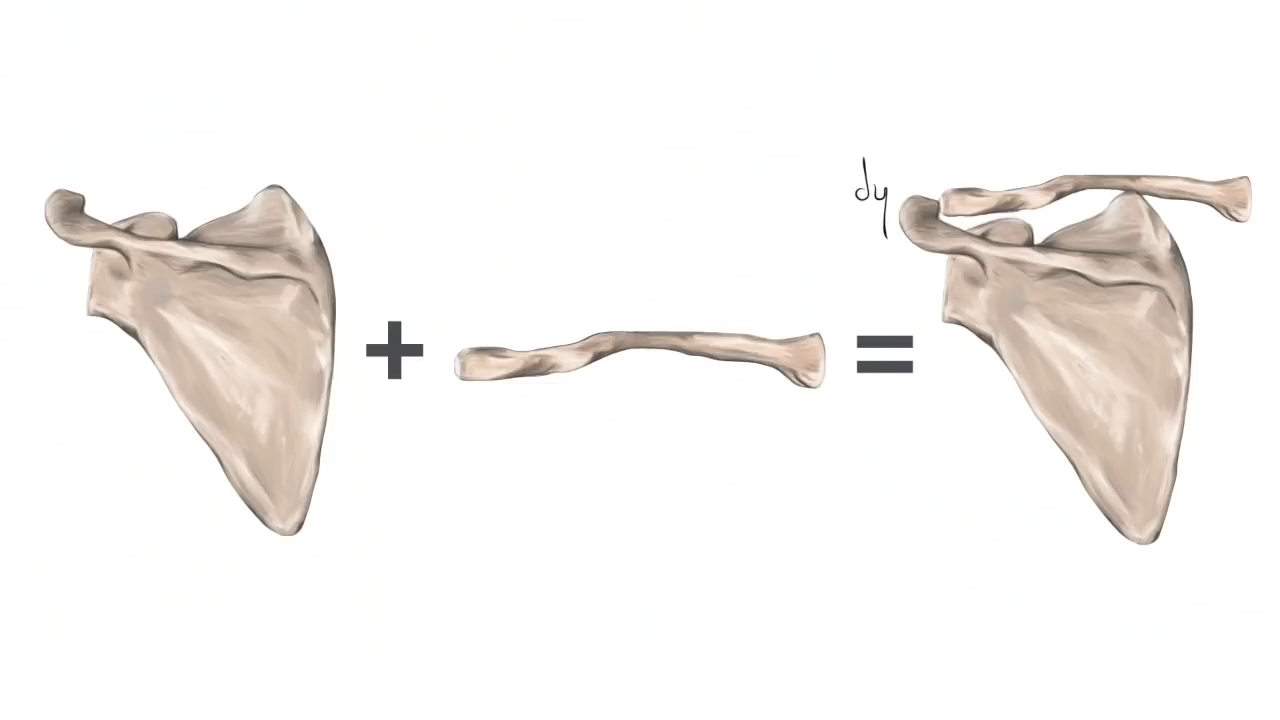 + =
dy